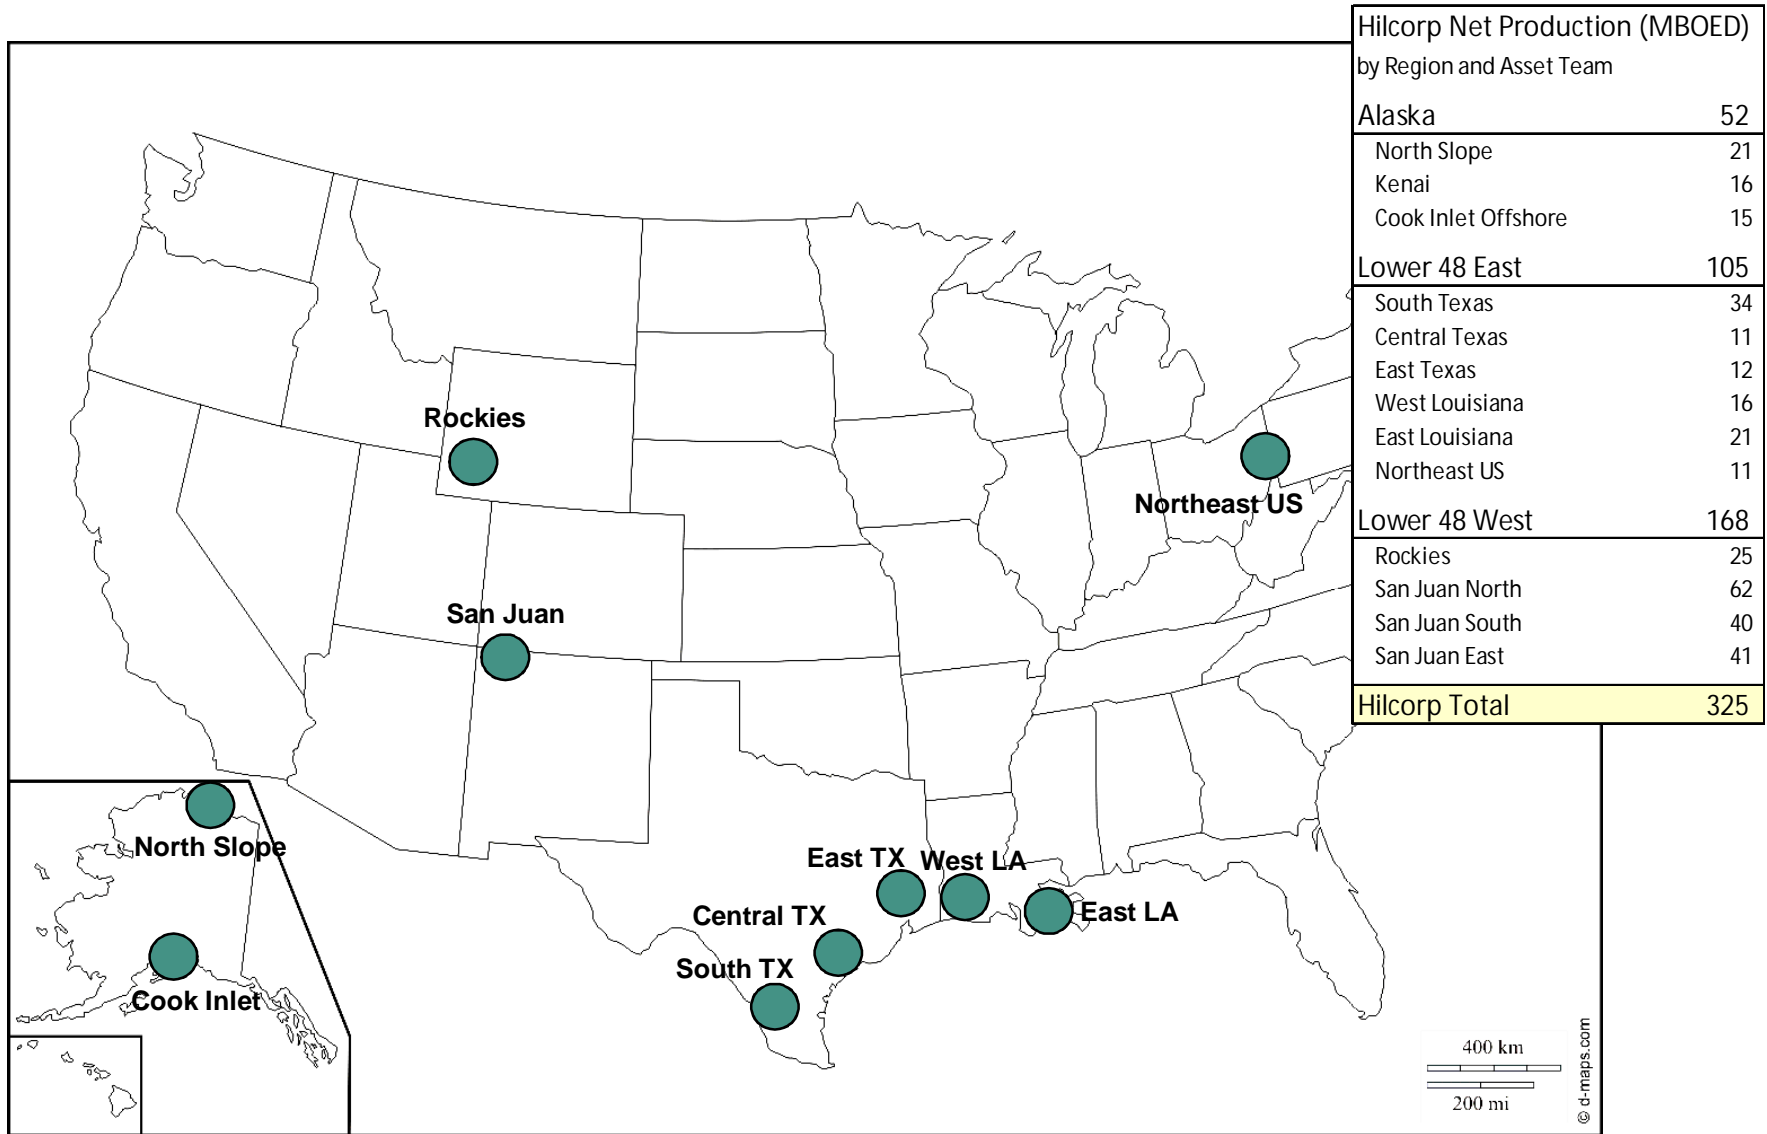 Hilcorp Net Production (MBOED)
by Region and Asset Team
Alaska 52
North Slope 21
Kenai 16
Cook Inlet Offshore 15
Lower 48 East 105
South Texas 34
Central Texas 11
East Texas 12
West Louisiana 16
East Louisiana 21
Northeast US 11
Lower 48 West 168
Rockies 25
San Juan North 62
San Juan South 40
San Juan East 41
Hilcorp Total 325
Rockies
Northeast US
San Juan
North Slope
East TX
West LA
Central TX
East LA
South TX
Cook Inlet
400 km
200 mi
© d-maps.com